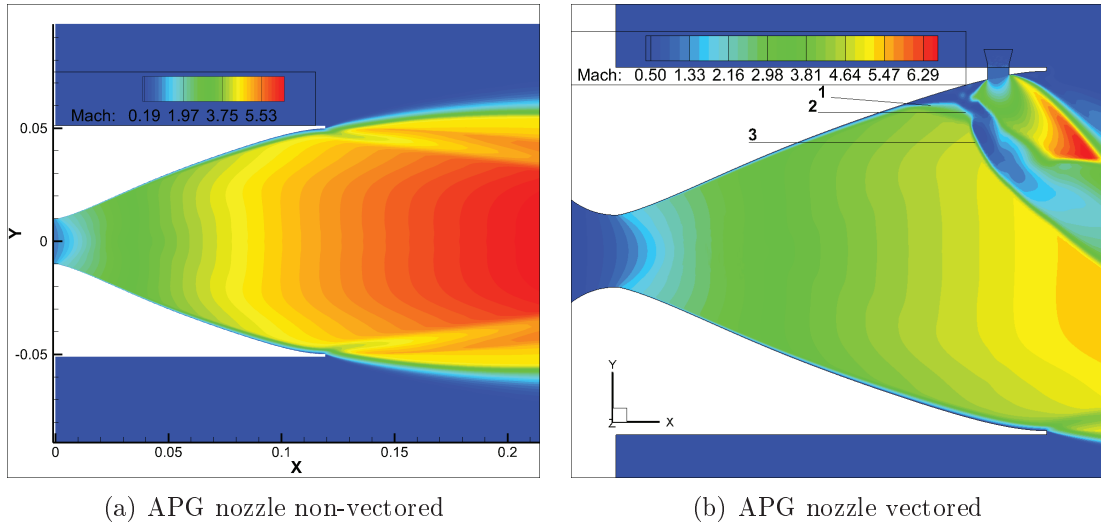 Mach: 0.19 1.97 3.75 5.53
0.05
0
-0.05
Y
0 0.05 0.1 0.15 0.2
X
Mach: 0.50 1.33 2.16 2.98 3.81 4.64 5.47 6.29
1
2
3
Y
Z X
(a) APG nozzle non-vectored
(b) APG nozzle vectored